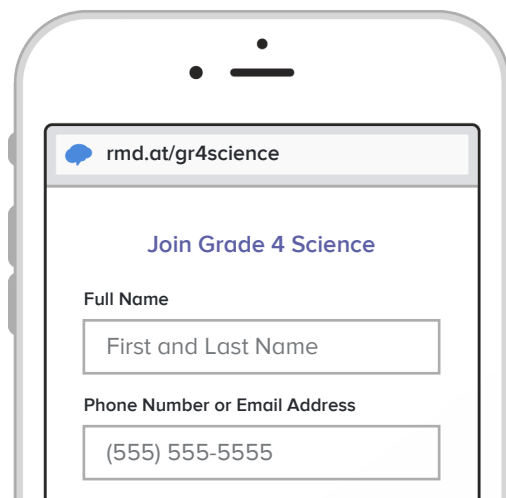 rmd.at/gr4science
Join Grade 4 Science
Full Name
First and Last Name
Phone Number or Email Address
(555) 555-5555